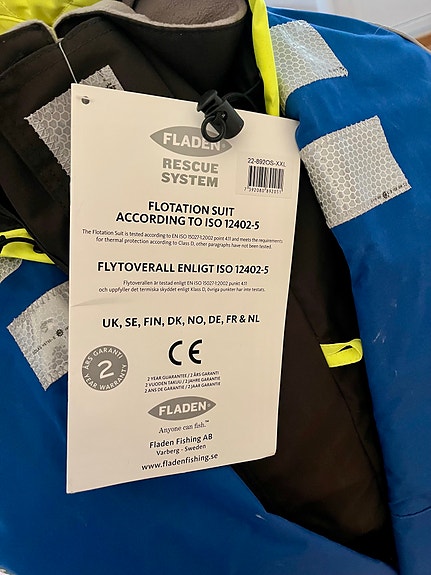 FLADEN
RESCUE
SYSTEM
22-892OS-XXL
FLOTATION SUIT
ACCORDING TO ISO 12402-5
The Flotation Suit is tested according to EN ISO 15027-1:2002 point 4.11 and meets the requirements
for thermal protection according to Class D, other paragraphs have not been tested.
FLYTOVERALL ENLIGT ISO 12402-5
Flytoverallen är testad enligt EN ISO 15027-1:2002 punkt 4.11
och uppfyller det termiska skyddet enligt Klass D, övriga punkter har inte testats.
UK, SE, FIN, DK, NO, DE, FR & NL
CE
2 ÅRS GARANTI
2 YEAR WARRANTY
2 YEAR GUARANTEE / 2 ÅRS GARANTI
2 VUODEN TAKUU / 2 JAHRE GARANTIE
2 ANS DE GARANTIE / 2 JAAR GARANTIE
FLADEN
Anyone can fish.™
Fladen Fishing AB
Varberg - Sweden
www.fladenfishing.se